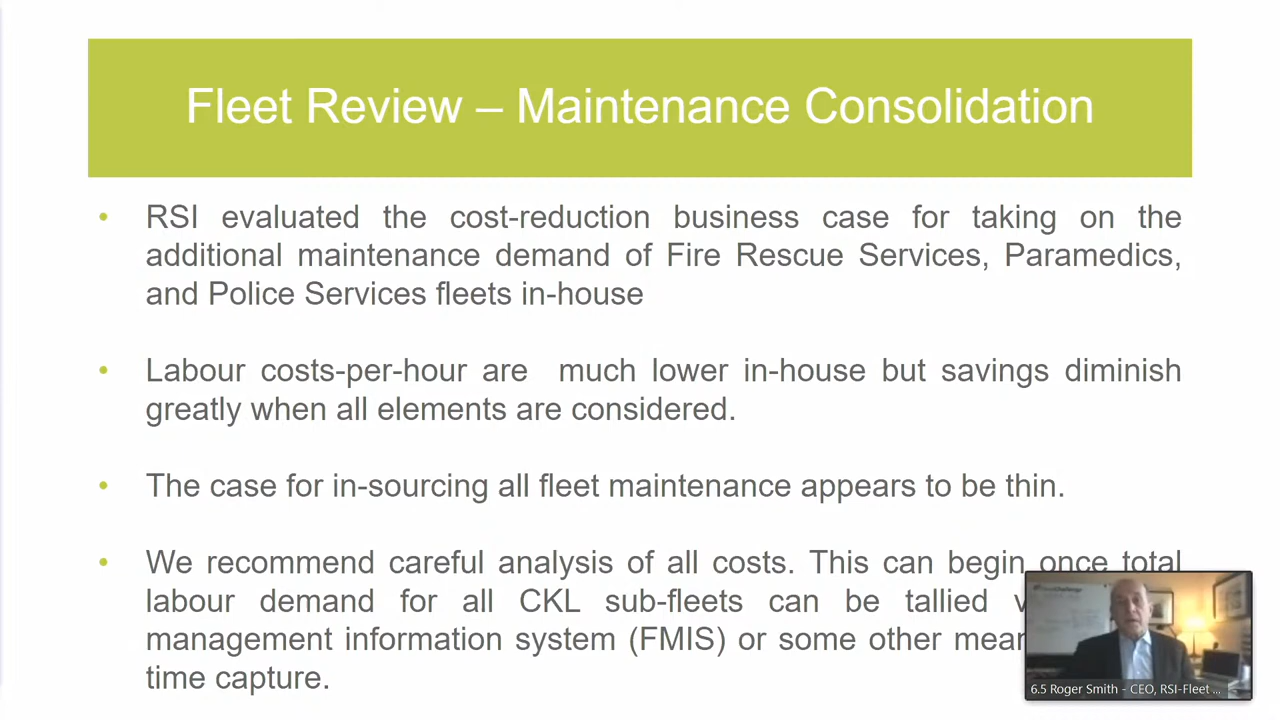 Fleet Review – Maintenance Consolidation
• RSI evaluated the cost-reduction business case for taking on the
additional maintenance demand of Fire Rescue Services, Paramedics,
and Police Services fleets in-house
• Labour costs-per-hour are much lower in-house but savings diminish
greatly when all elements are considered.
• The case for in-sourcing all fleet maintenance appears to be thin.
• We recommend careful analysis of all costs. This can begin once total
labour demand for all CKL sub-fleets can be tallied
management information system (FMIS) or some other
time capture.
6.5 Roger Smith - CEO, RSI-Fleet ...